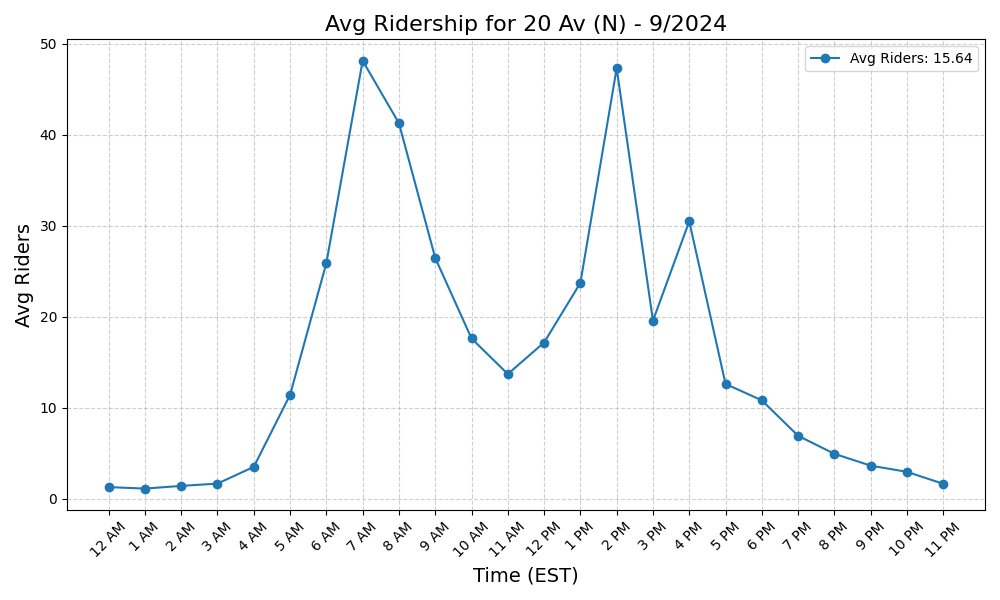 Avg Ridership for 20 Av (N) - 9/2024
Avg Riders: 15.64
Avg Riders
50
40
30
20
10
0
12 AM
1 AM
2 AM
3 AM
4 AM
5 AM
6 AM
7 AM
8 AM
9 AM
10 AM
11 AM
12 PM
1 PM
2 PM
3 PM
4 PM
5 PM
6 PM
7 PM
8 PM
9 PM
10 PM
11 PM
Time (EST)